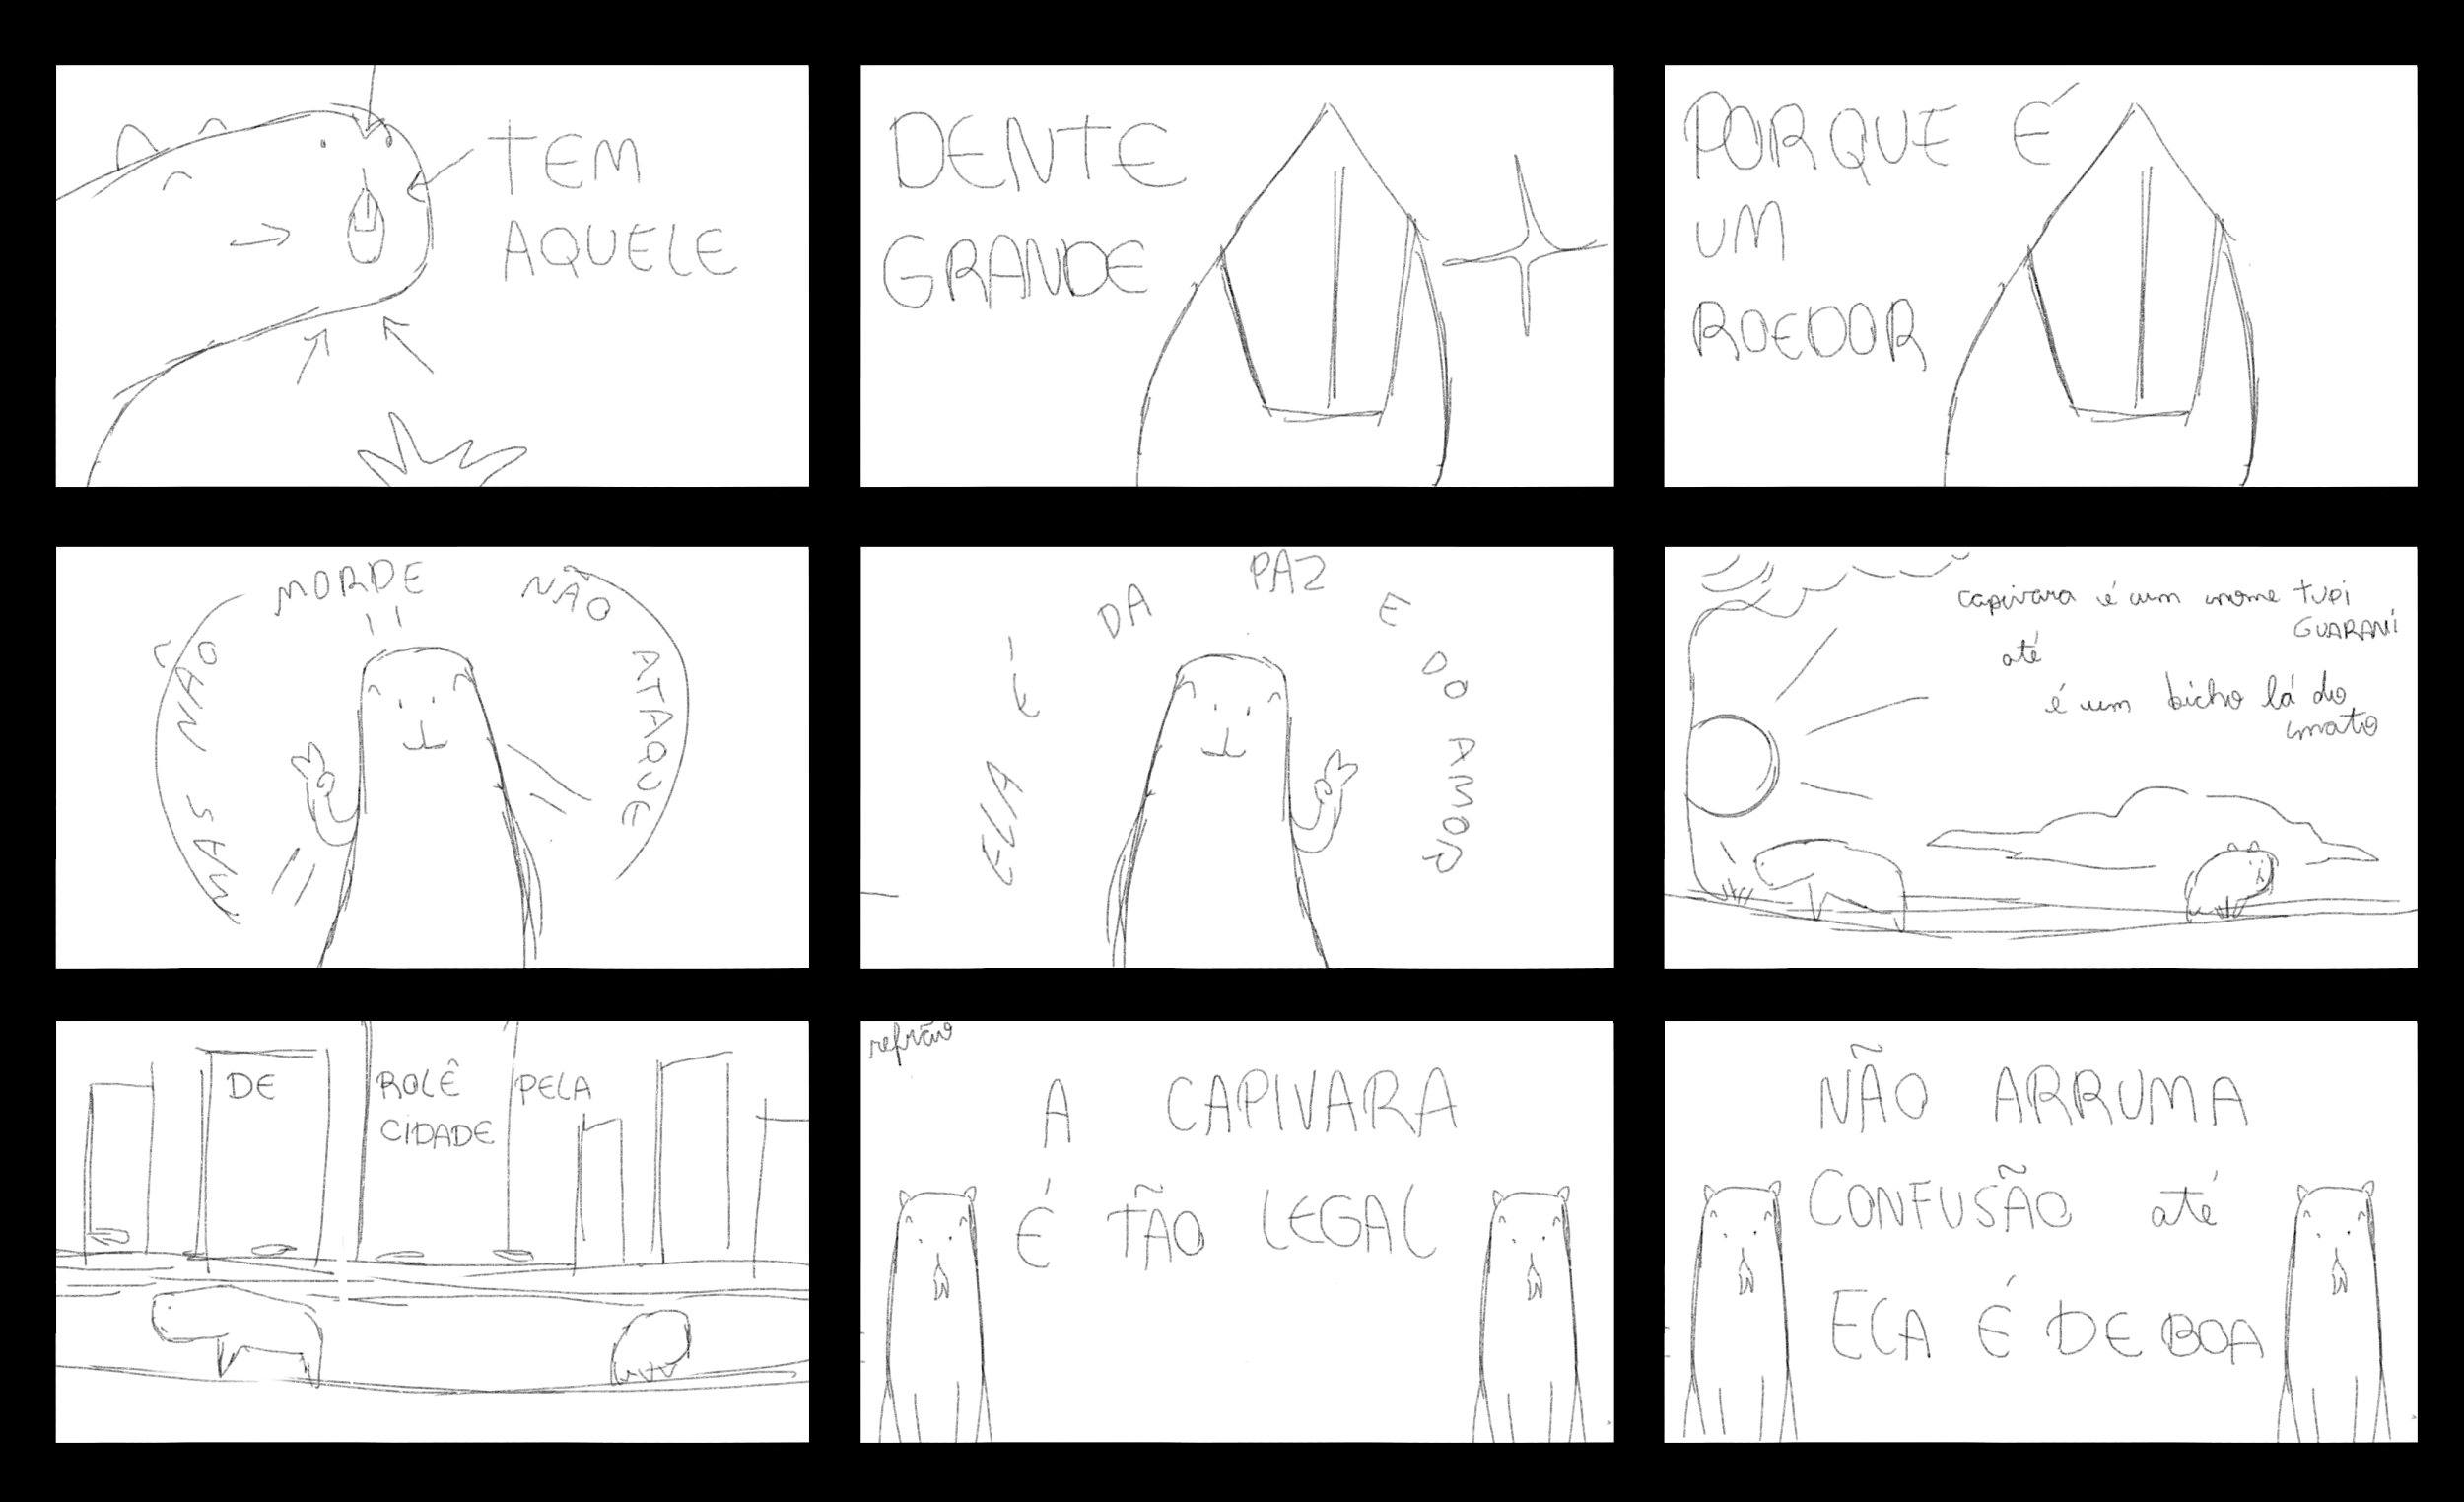 TEM
AQUELE
DENTE
GRANDE
PORQUE É
UM
ROEDOR
MAS NÃO MORDE NÃO ATAQUE
ELA É DA PAZ E DO AMOR
capivara é um nome tupi
GUARANI
até
é um bicho lá do
mato
DE ROLÊ PELA
CIDADE
refrão
A CAPIVARA
É TÃO LEGAL
NÃO ARRUMA
CONFUSÃO até
ELA É DE BOA